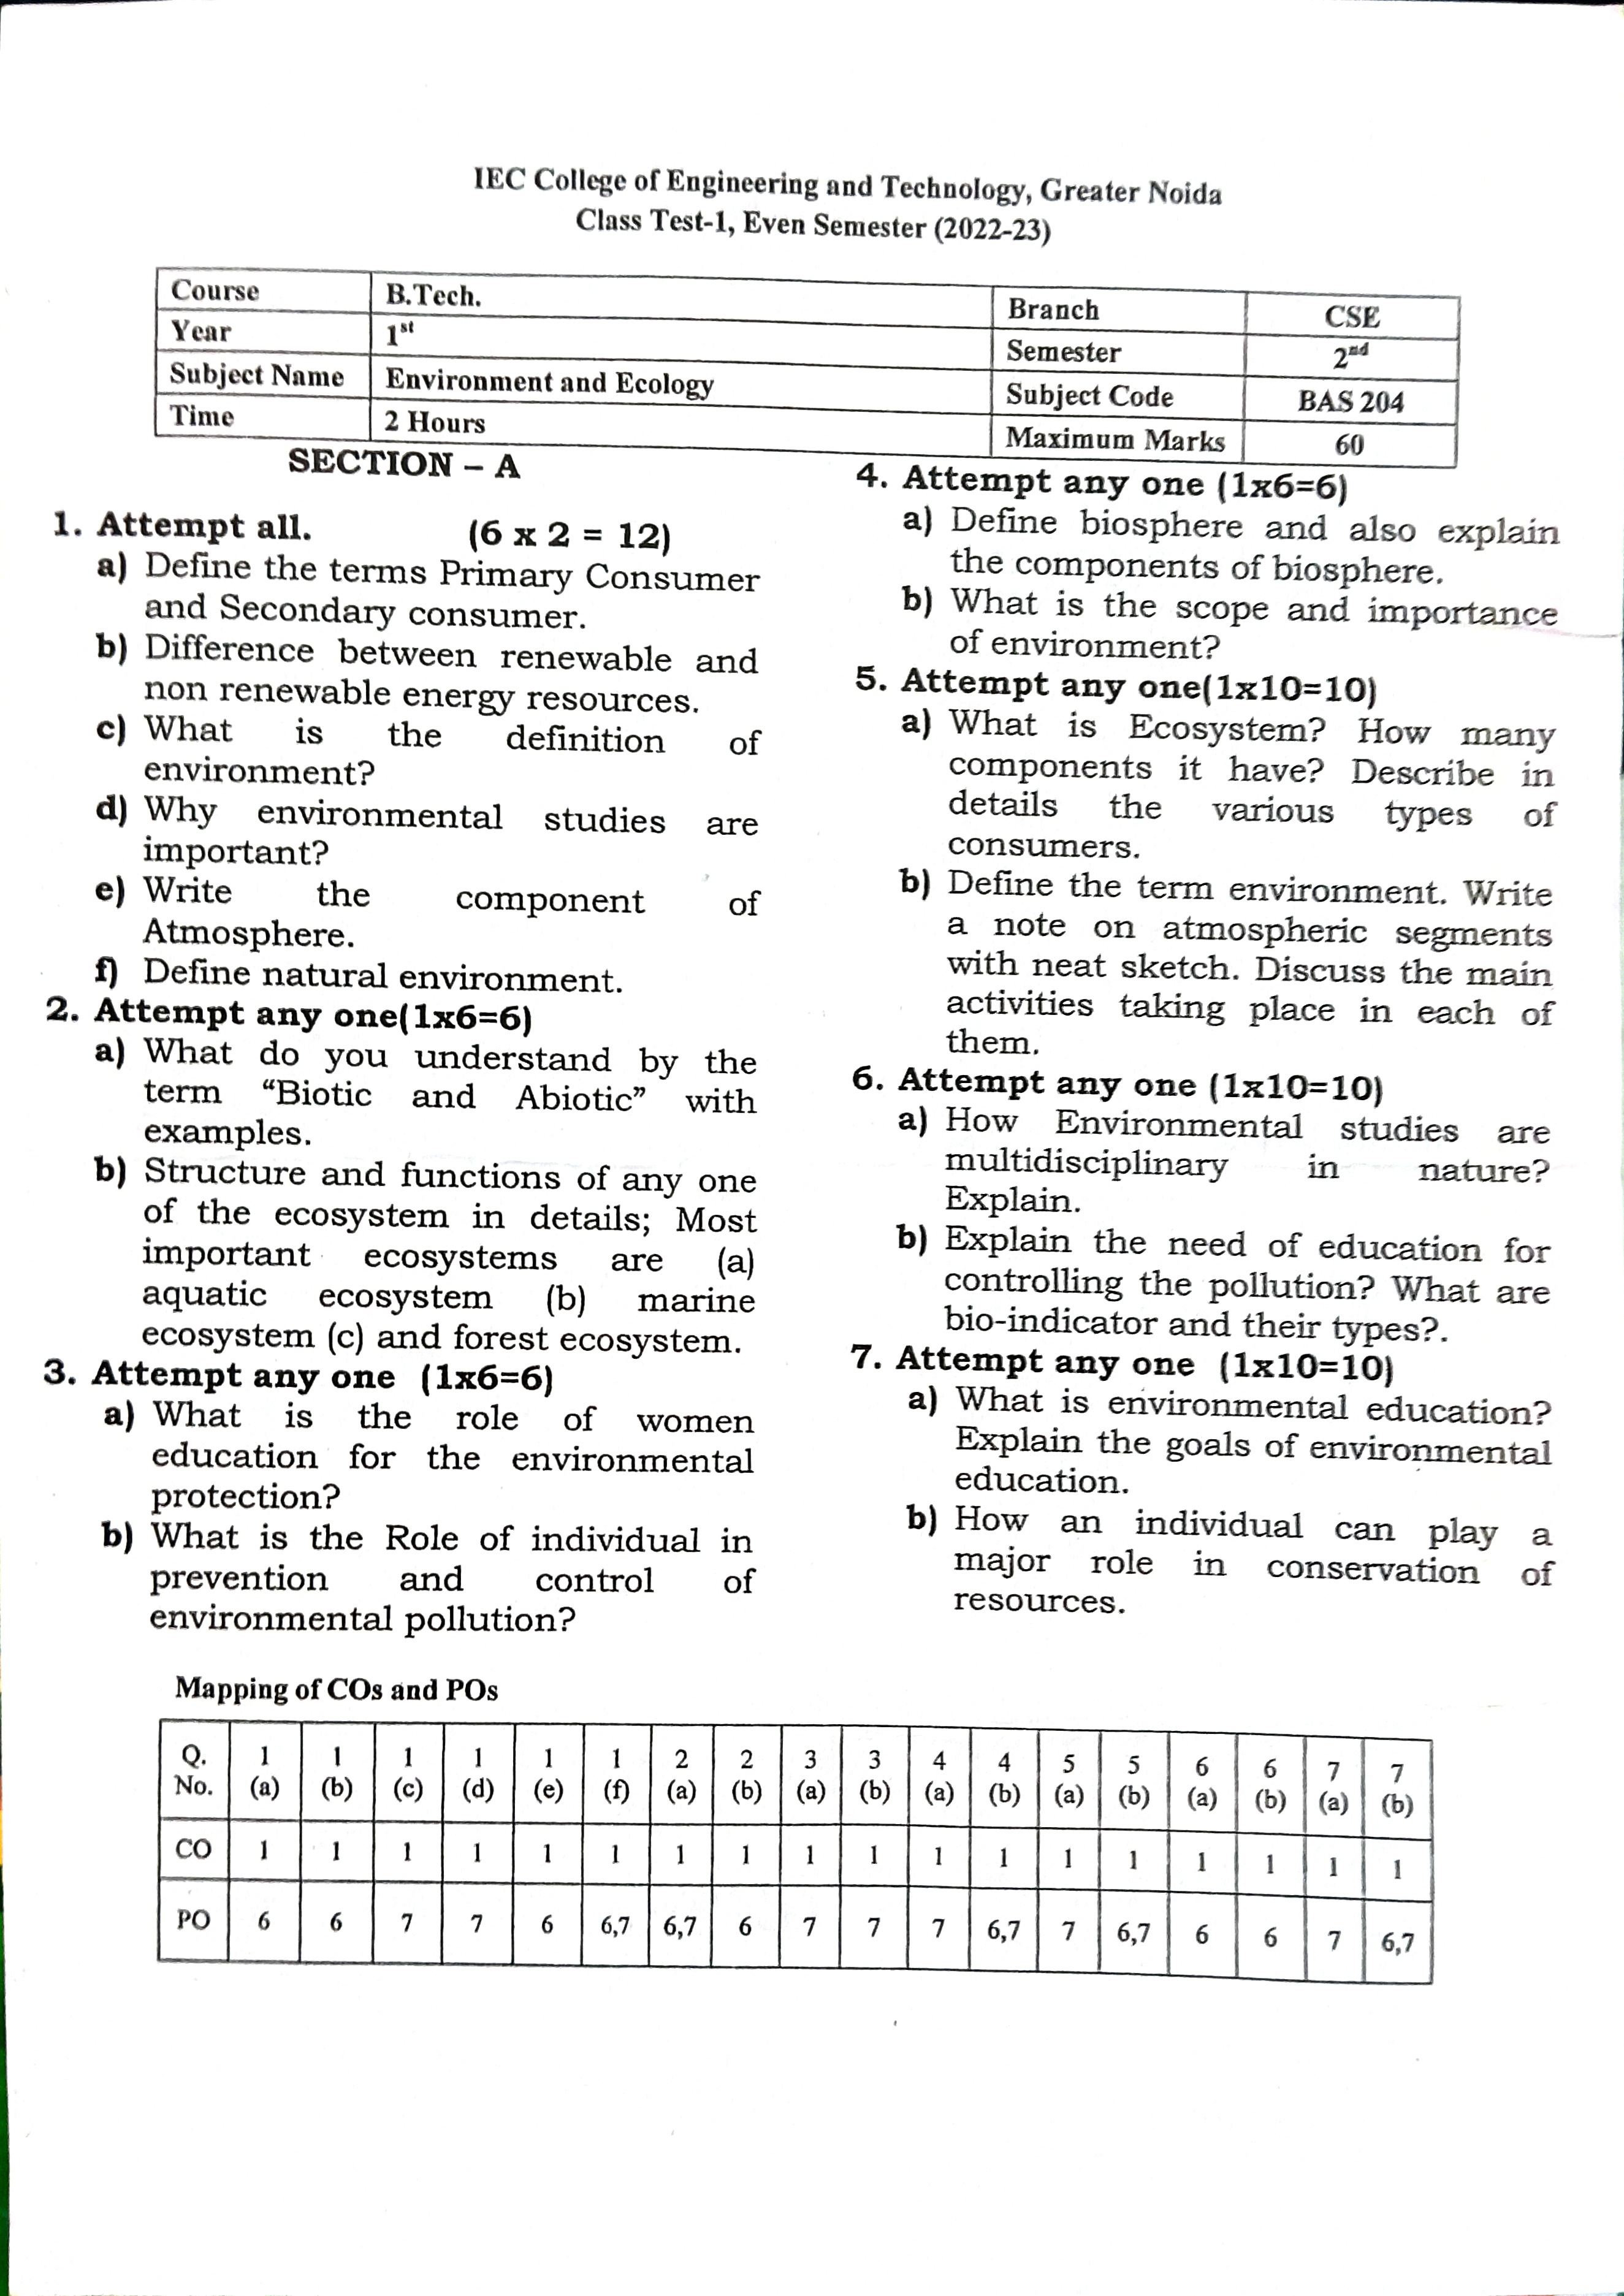 IEC College of Engineering and Technology, Greater Noida
Class Test-1, Even Semester (2022-23)
Course B.Tech. Branch CSE
Year 1st Semester 2nd
Subject Name Environment and Ecology Subject Code BAS 204
Time 2 Hours Maximum Marks 60
SECTION – A
1. Attempt all. (6 x 2 = 12)
a) Define the terms Primary Consumer
and Secondary consumer.
b) Difference between renewable and
non renewable energy resources.
c) What is the definition of
environment?
d) Why environmental studies are
important?
e) Write the component of
Atmosphere.
f) Define natural environment.
2. Attempt any one(1x6=6)
a) What do you understand by the
term “Biotic and Abiotic” with
examples.
b) Structure and functions of any one
of the ecosystem in details; Most
important ecosystems are (a)
aquatic ecosystem (b) marine
ecosystem (c) and forest ecosystem.
3. Attempt any one (1x6=6)
a) What is the role of women
education for the environmental
protection?
b) What is the Role of individual in
prevention and control of
environmental pollution?
4. Attempt any one (1x6=6)
a) Define biosphere and also explain
the components of biosphere.
b) What is the scope and importance
of environment?
5. Attempt any one(1x10=10)
a) What is Ecosystem? How many
components it have? Describe in
details the various types of
consumers.
b) Define the term environment. Write
a note on atmospheric segments
with neat sketch. Discuss the main
activities taking place in each of
them.
6. Attempt any one (1x10=10)
a) How Environmental studies are
multidisciplinary in nature?
Explain.
b) Explain the need of education for
controlling the pollution? What are
bio-indicator and their types?.
7. Attempt any one (1x10=10)
a) What is environmental education?
Explain the goals of environmental
education.
b) How an individual can play a
major role in conservation of
resources.
Mapping of COs and POs
Q. 1 1 1 1 1 1 2 2 3 3 4 4 5 5 6 6 7 7
No. (a) (b) (c) (d) (e) (f) (a) (b) (a) (b) (a) (b) (a) (b) (a) (b) (a) (b)
CO 1 1 1 1 1 1 1 1 1 1 1 1 1 1 1 1 1 1
PO 6 6 7 7 6 6,7 6,7 6 7 7 7 6,7 7 6,7 6 6 7 6,7